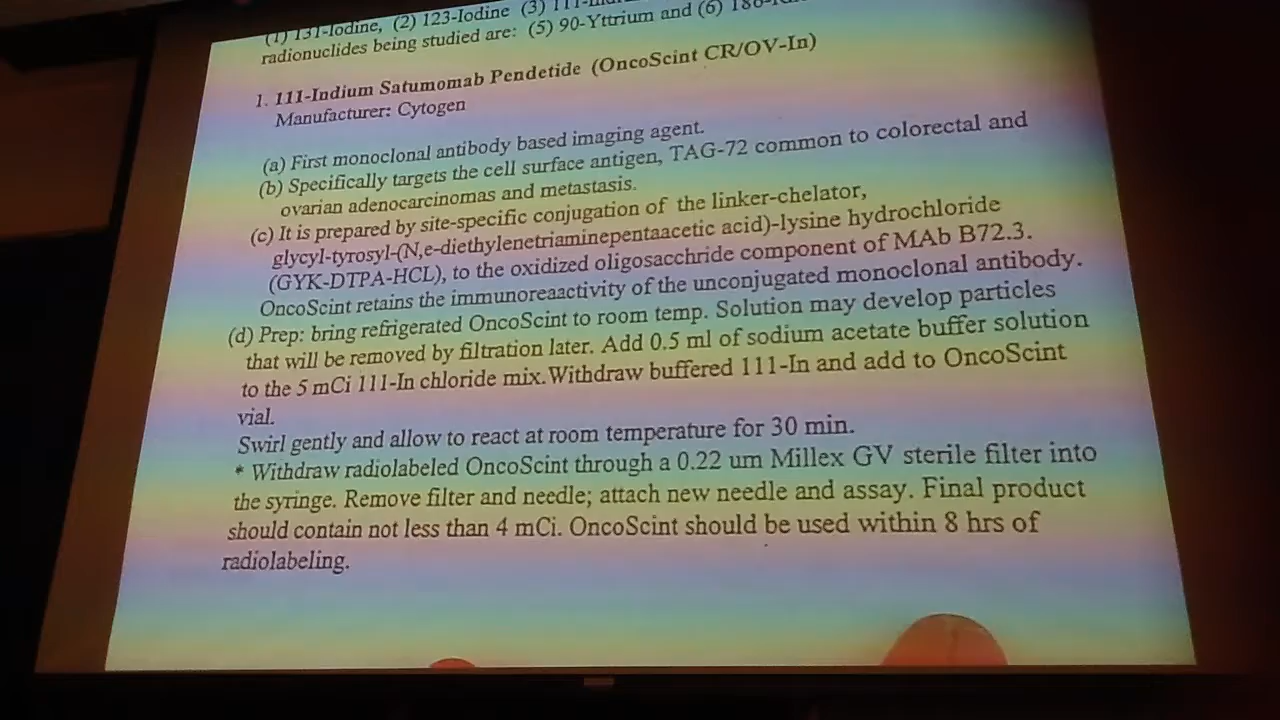 (1) 131-Iodine, (2) 123-Iodine (3)
radionuclides being studied are: (5) 90-Yttrium and (6)
1. 111-Indium Satumomab Pendetide (OncoScint CR/OV-In)
Manufacturer: Cytogen
(a) First monoclonal antibody based imaging agent.
(b) Specifically targets the cell surface antigen, TAG-72 common to colorectal and
ovarian adenocarcinomas and metastasis.
(c) It is prepared by site-specific conjugation of the linker-chelator,
glycyl-tyrosyl-(N,e-diethylenetriaminepentaacetic acid)-lysine hydrochloride
(GYK-DTPA-HCL), to the oxidized oligosacchride component of MAb B72.3.
OncoScint retains the immunoreaactivity of the unconjugated monoclonal antibody.
(d) Prep: bring refrigerated OncoScint to room temp. Solution may develop particles
that will be removed by filtration later. Add 0.5 ml of sodium acetate buffer solution
to the 5 mCi 111-In chloride mix.Withdraw buffered 111-In and add to OncoScint
vial.
Swirl gently and allow to react at room temperature for 30 min.
* Withdraw radiolabeled OncoScint through a 0.22 um Millex GV sterile filter into
the syringe. Remove filter and needle; attach new needle and assay. Final product
should contain not less than 4 mCi. OncoScint should be used within 8 hrs of
radiolabeling.